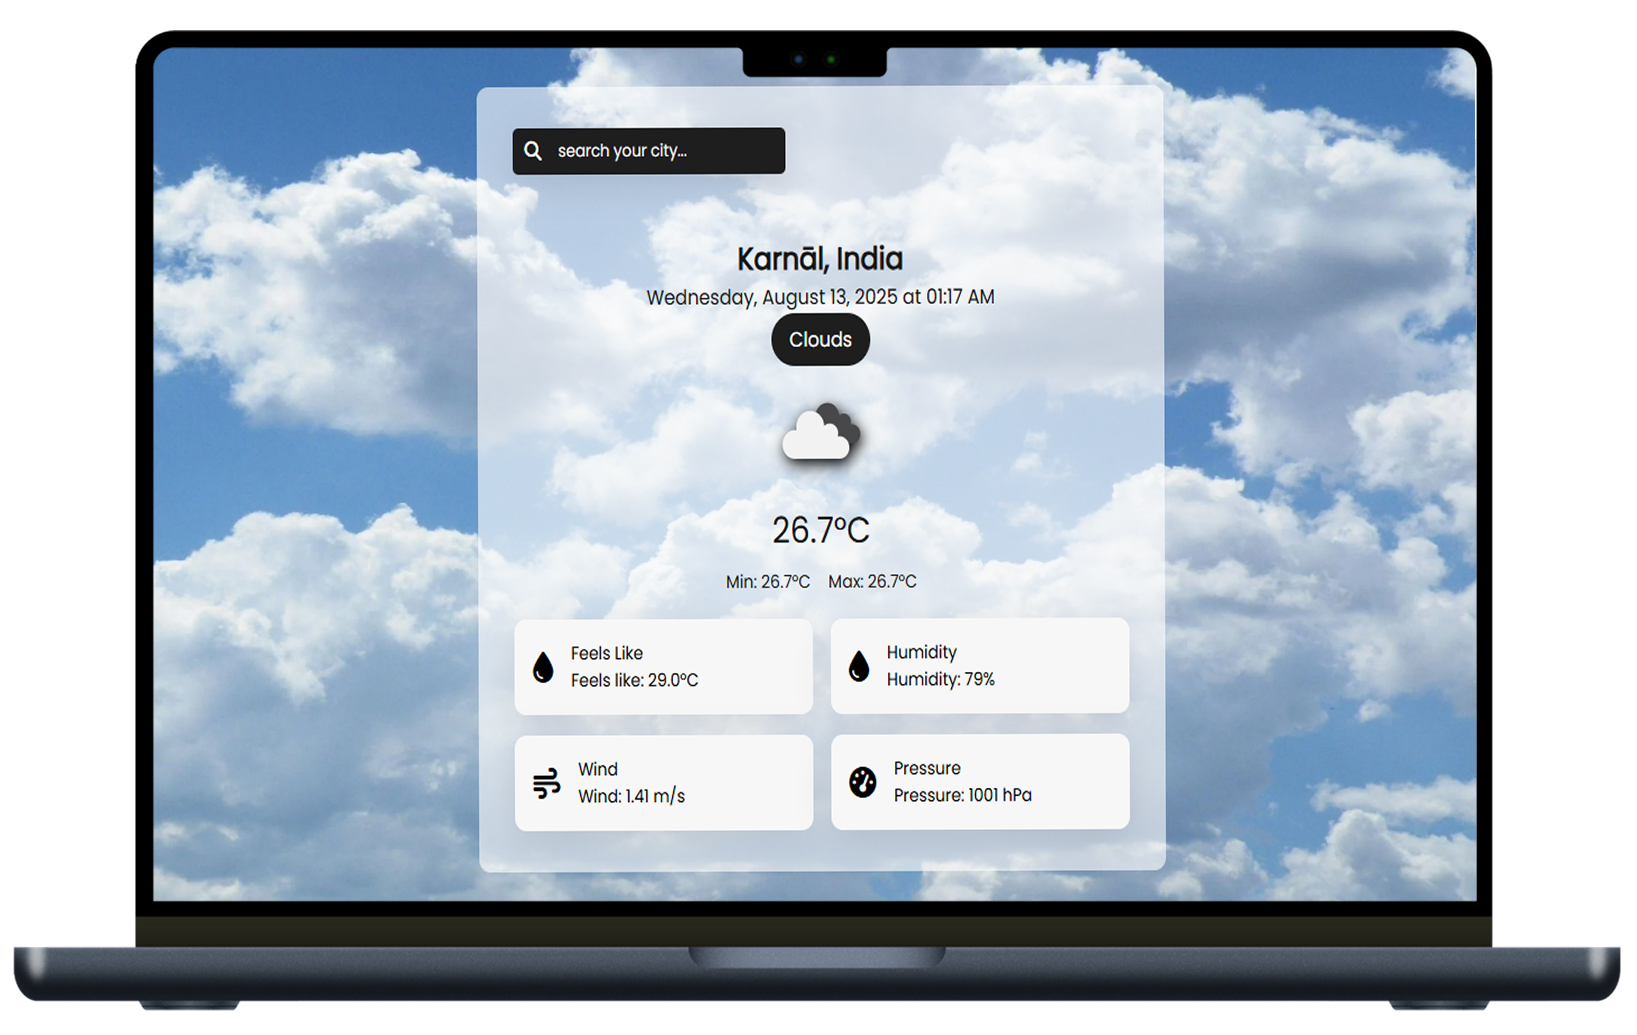 search your city...
Karnāl, India
Wednesday, August 13, 2025 at 01:17 AM
Clouds
26.7°C
Min: 26.7°C Max: 26.7°C
Feels Like
Feels like: 29.0°C
Humidity
Humidity: 79%
Wind
Wind: 1.41 m/s
Pressure
Pressure: 1001 hPa